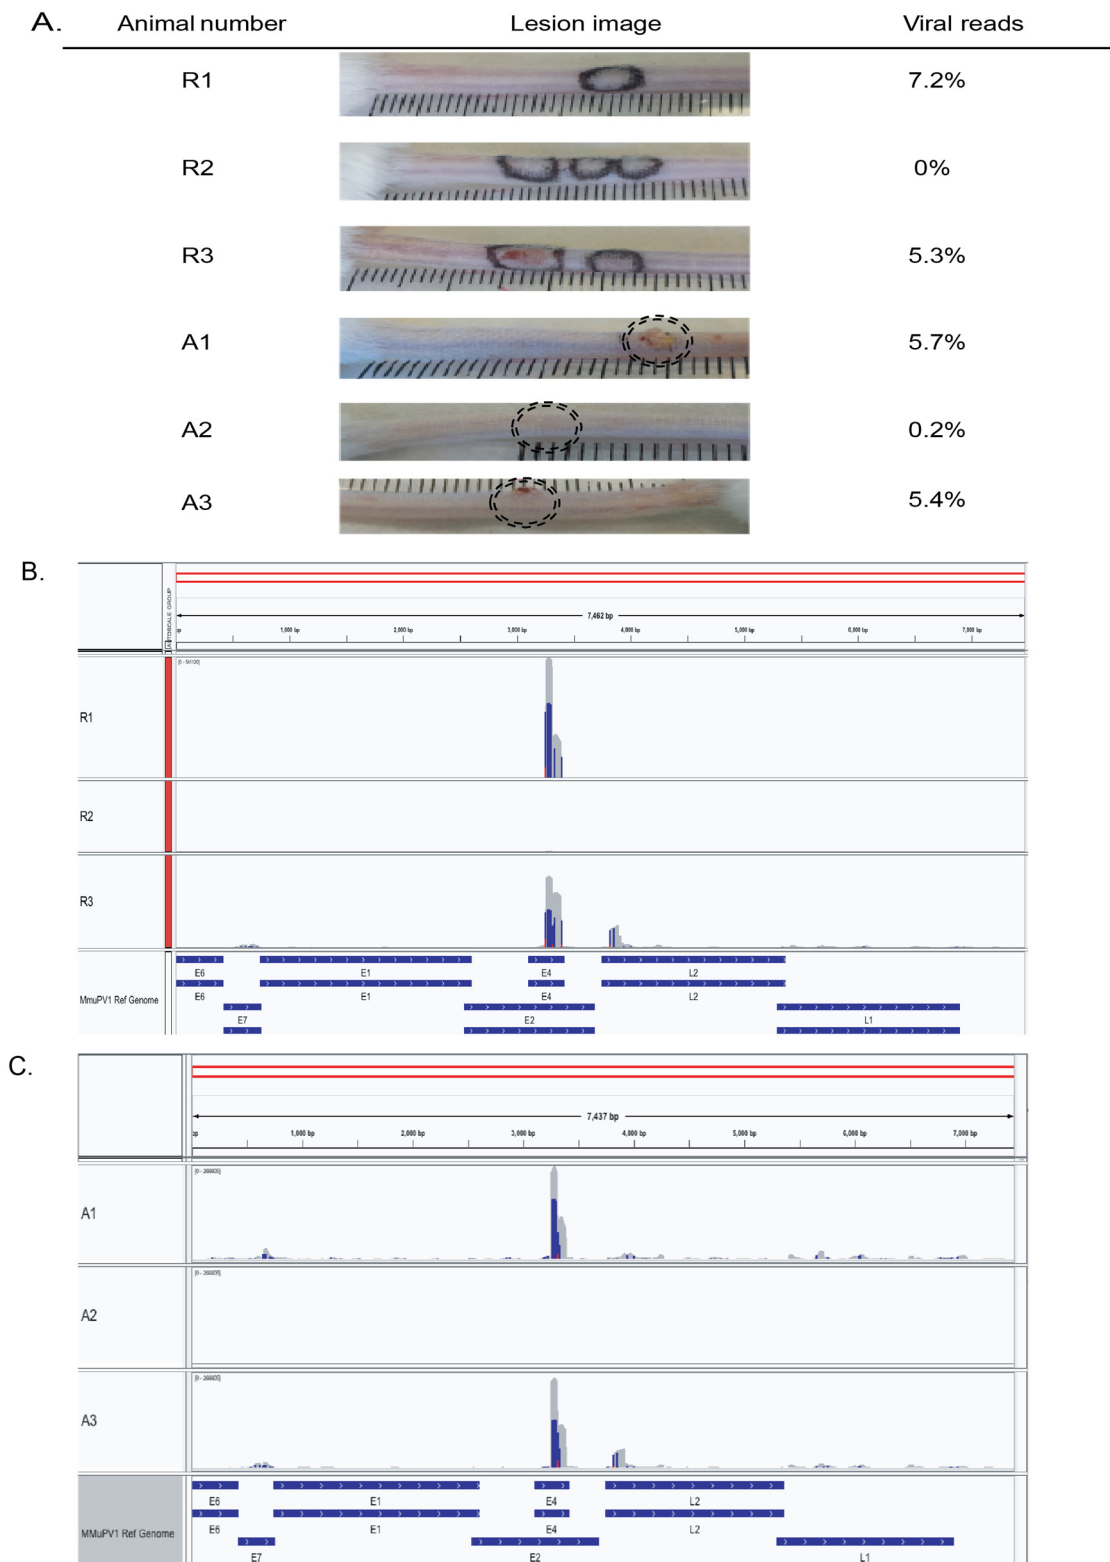 A. Animal number Lesion image Viral reads
R1 7.2%
R2 0%
R3 5.3%
A1 5.7%
A2 0.2%
A3 5.4%
B.
7,462 bp
1,000 bp 2,000 bp 3,000 bp 4,000 bp 5,000 bp 6,000 bp 7,000 bp
R1
R2
R3
E6 E1 E4 L2
MmuPV1 Ref Genome E6 E1 E4 L2
E7 E2 L1
C.
7,437 bp
bp 1,000 bp 2,000 bp 3,000 bp 4,000 bp 5,000 bp 6,000 bp 7,000 bp
A1
A2
A3
E6 E1 E4 L2
MMuPV1 Ref Genome E6 E1 E4 L2
E7 E2 L1